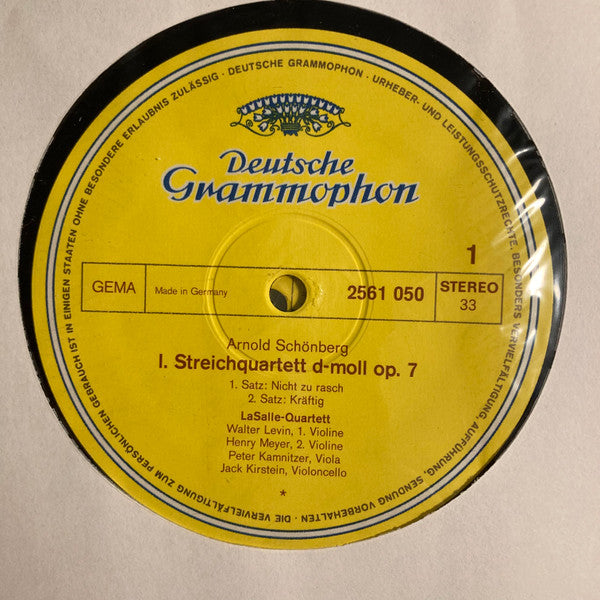 DEUTSCHE GRAMMOPHON · URHEBER- UND LEISTUNGSSCHUTZRECHTE, BESONDERS VERVIELFÄLTIGUNG, AUFFÜHRUNG, SENDUNG VORBEHALTEN · DIE VERVIELFÄLTIGUNG ZUM PERSÖNLICHEN GEBRAUCH IST IN EINIGEN STAATEN OHNE BESONDERE ERLAUBNIS ZULÄSSIG ·
Deutsche
Grammophon
1
GEMA
Made in Germany
2561 050
STEREO
33
Arnold Schönberg
I. Streichquartett d-moll op. 7
1. Satz: Nicht zu rasch
2. Satz: Kräftig
LaSalle-Quartett
Walter Levin, 1. Violine
Henry Meyer, 2. Violine
Peter Kamnitzer, Viola
Jack Kirstein, Violoncello
*